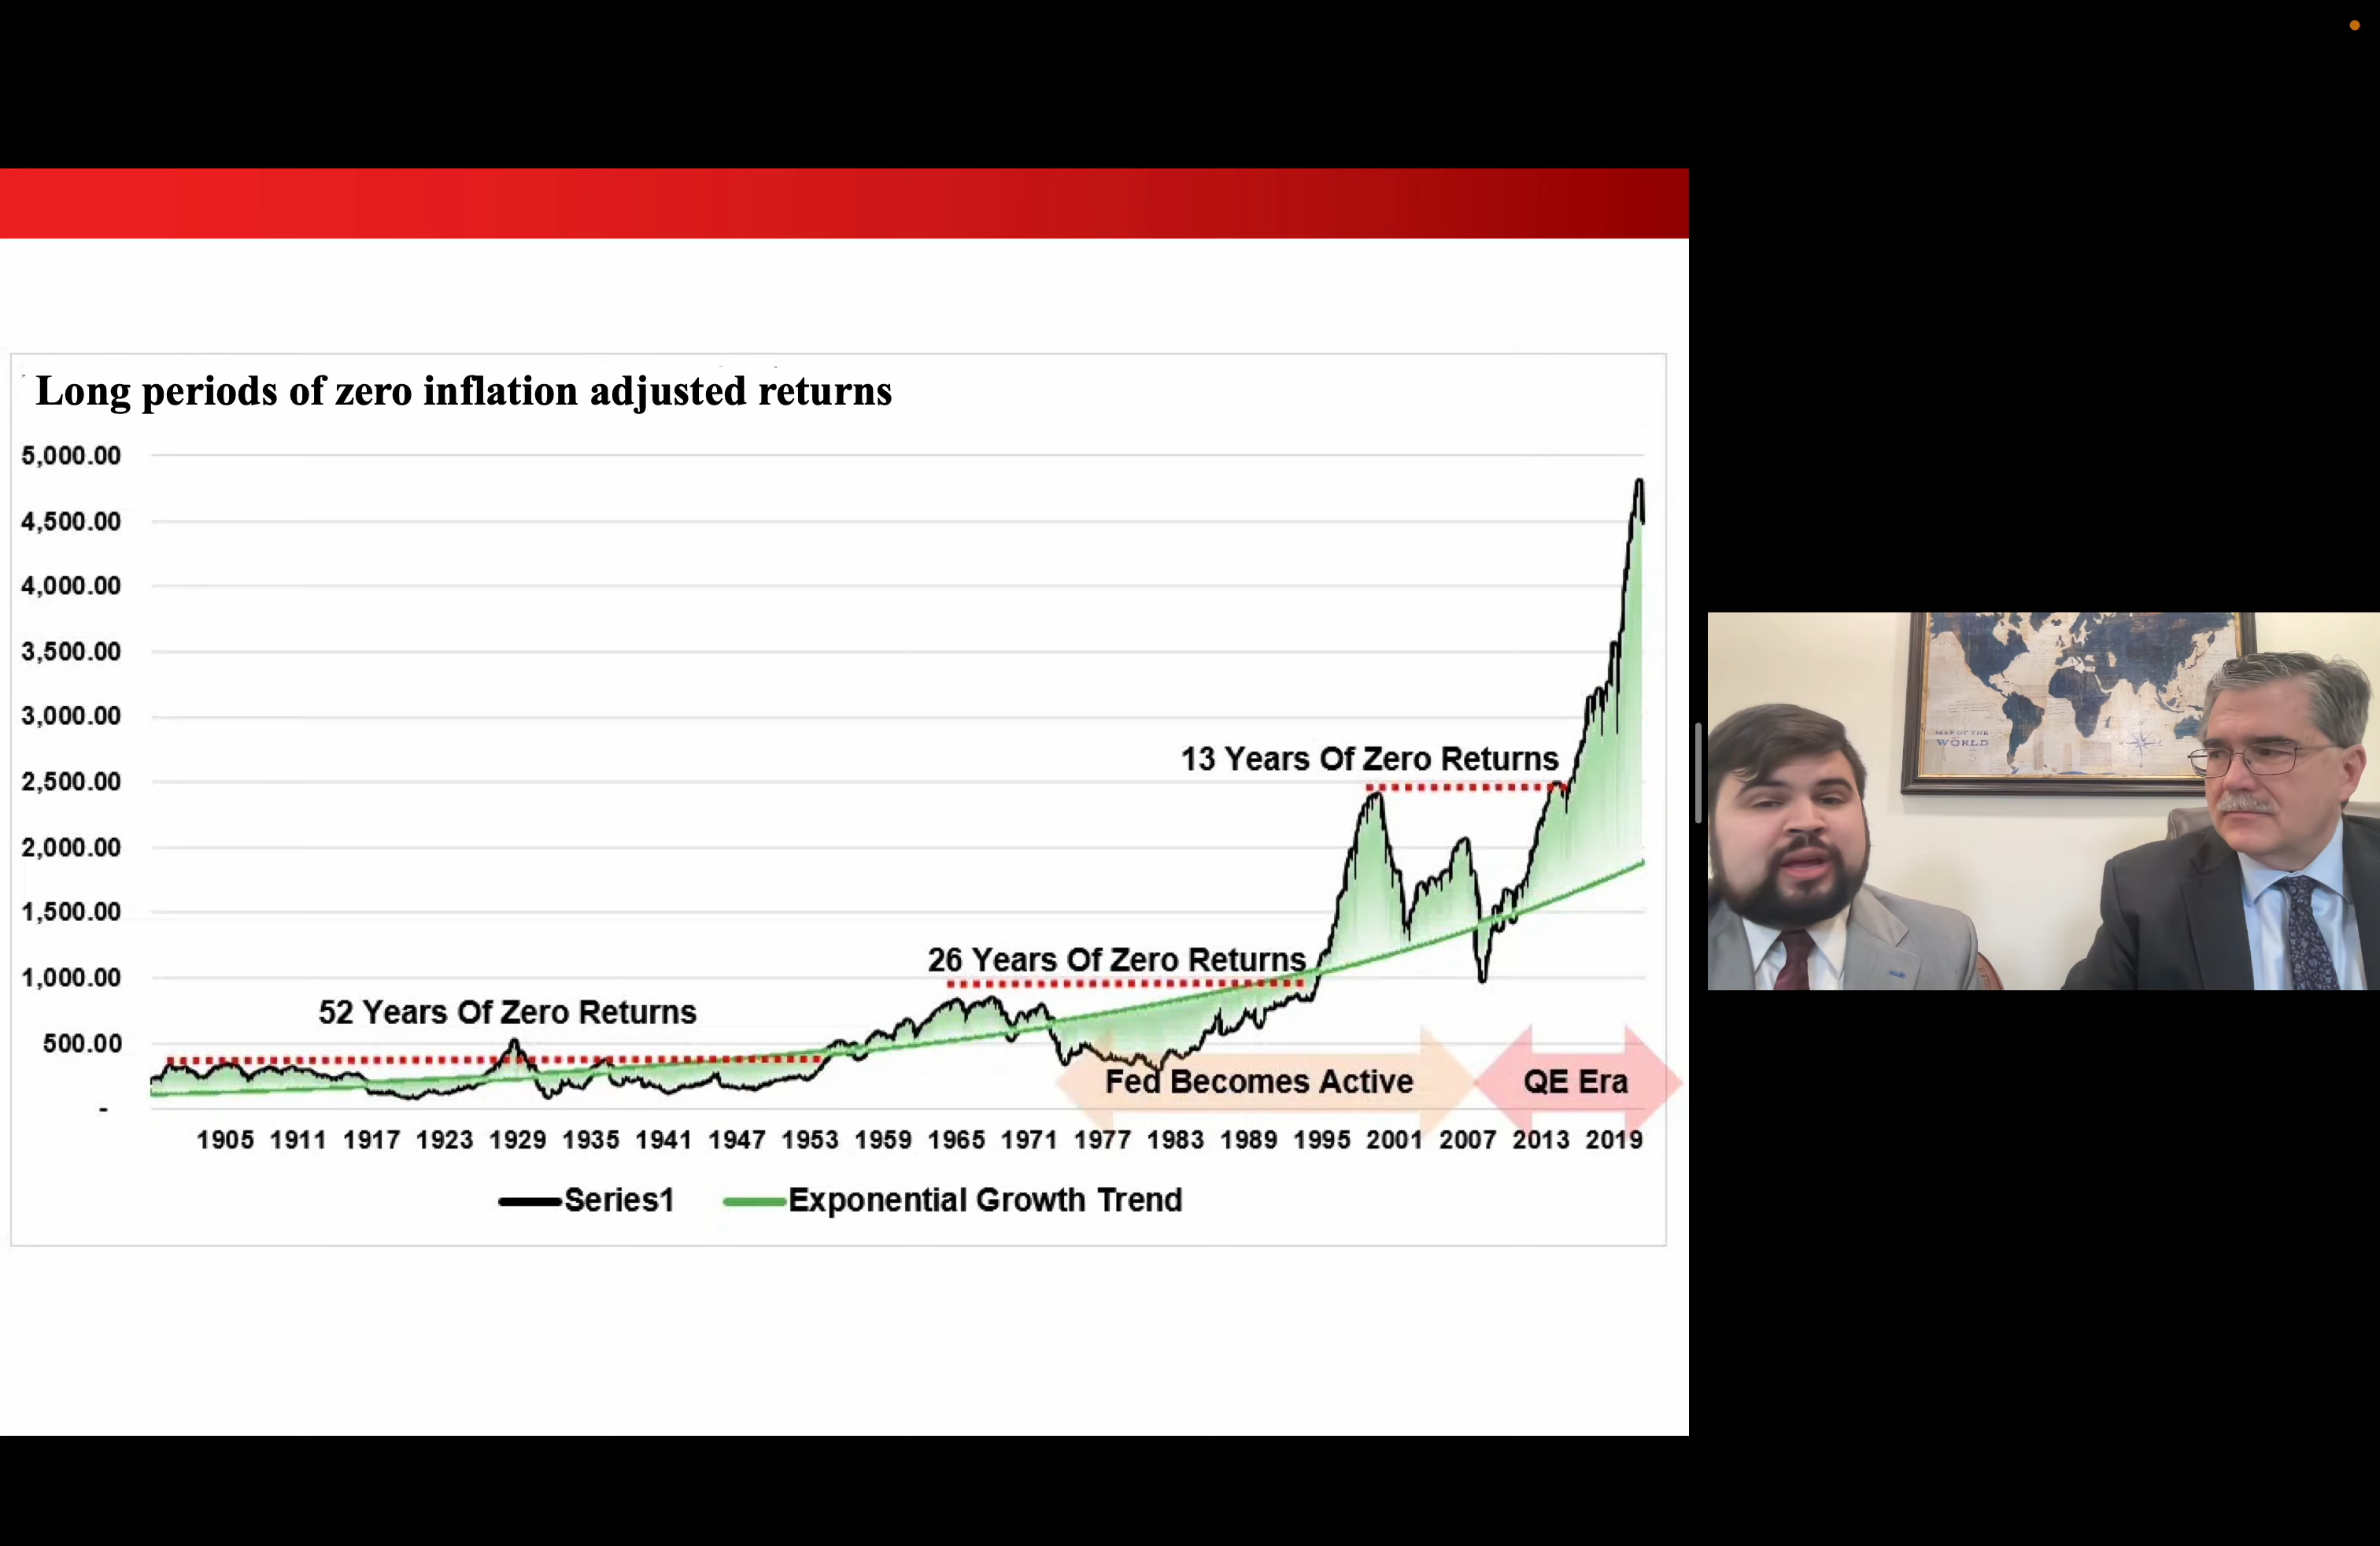 Long periods of zero inflation adjusted returns
5,000.00
4,500.00
4,000.00
3,500.00
3,000.00
2,500.00
2,000.00
1,500.00
1,000.00
500.00
-
13 Years Of Zero Returns
26 Years Of Zero Returns
52 Years Of Zero Returns
Fed Becomes Active
QE Era
1905 1911 1917 1923 1929 1935 1941 1947 1953 1959 1965 1971 1977 1983 1989 1995 2001 2007 2013 2019
Series1 Exponential Growth Trend
MAP OF THE
WORLD